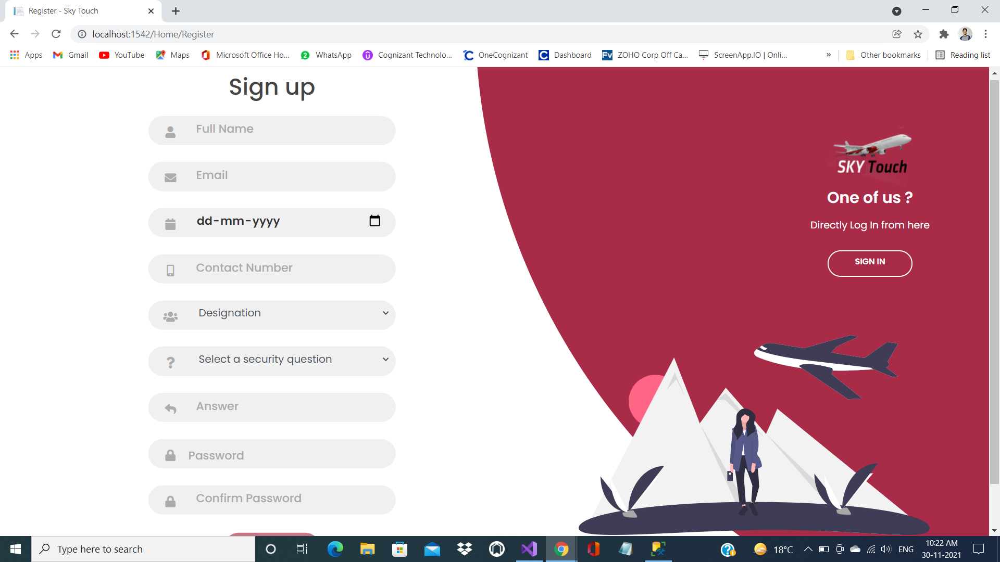 Register - Sky Touch
localhost:1542/Home/Register
Apps Gmail YouTube Maps Microsoft Office Ho... 2 WhatsApp Cognizant Technolo... OneCognizant Dashboard Fv ZOHO Corp Off Ca... ScreenApp.IO | Onli... » Other bookmarks Reading list
Sign up
Full Name
Email
dd-mm-yyyy
Contact Number
Designation
Select a security question
Answer
Password
Confirm Password
SKY Touch
One of us ?
Directly Log In from here
SIGN IN
Type here to search
18°C
ENG
10:22 AM
30-11-2021